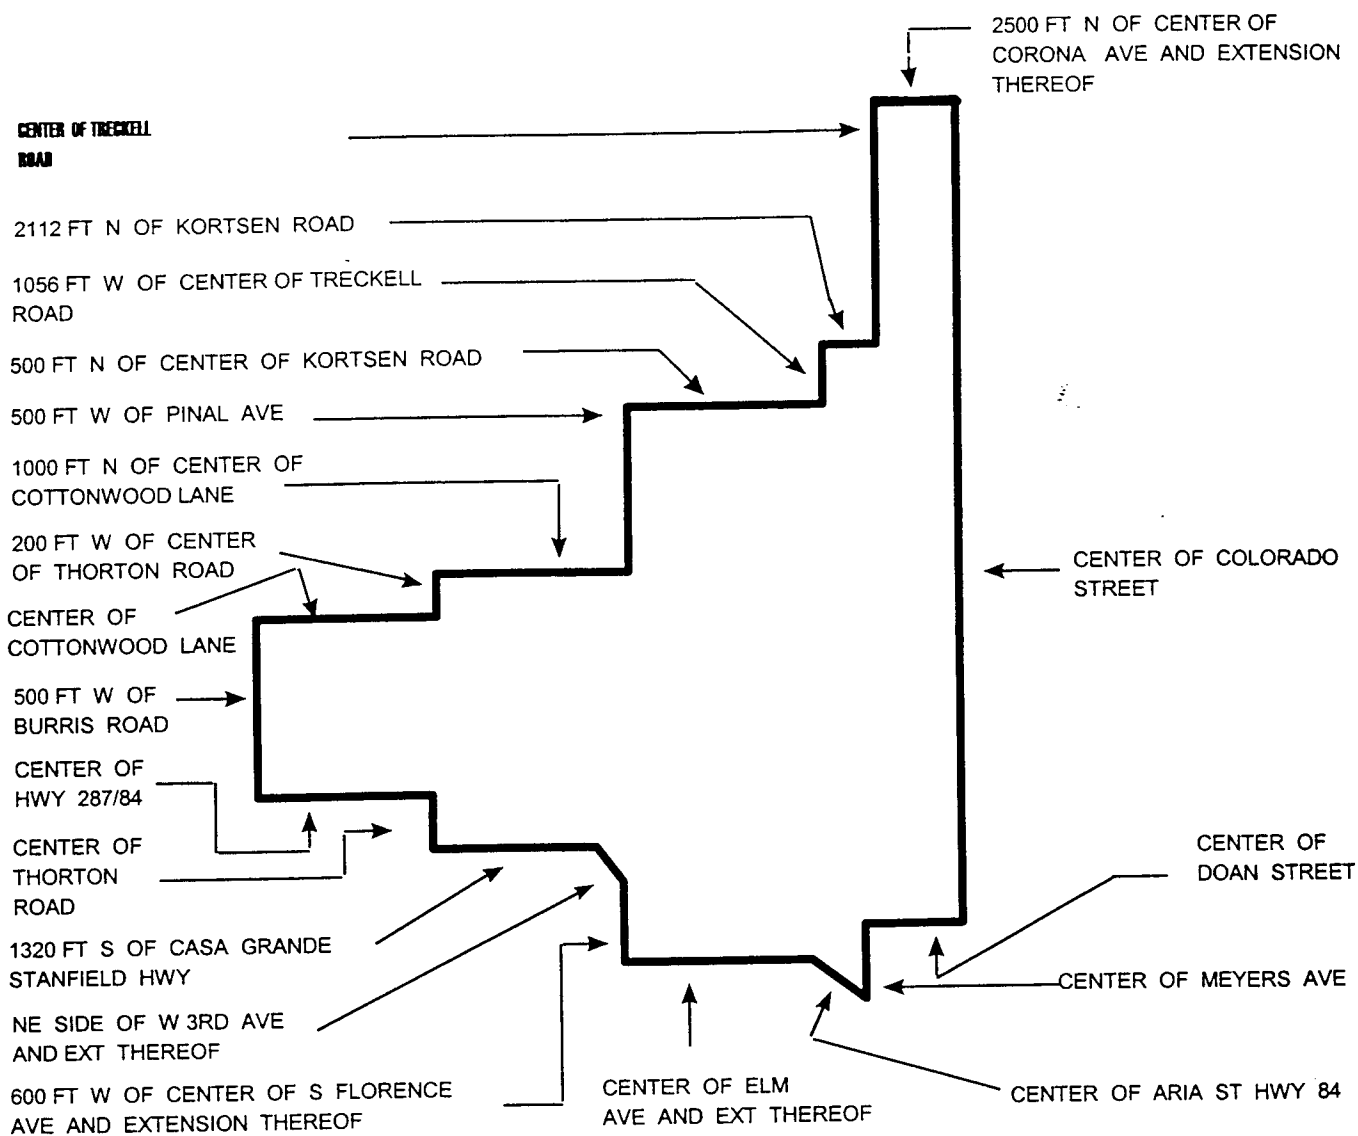 2500 FT N OF CENTER OF
CORONA AVE AND EXTENSION
THEREOF
CENTER OF TRECKELL
ROAD
2112 FT N OF KORTSEN ROAD
1056 FT W OF CENTER OF TRECKELL
ROAD
500 FT N OF CENTER OF KORTSEN ROAD
500 FT W OF PINAL AVE
1000 FT N OF CENTER OF
COTTONWOOD LANE
200 FT W OF CENTER
OF THORTON ROAD
CENTER OF
COTTONWOOD LANE
500 FT W OF
BURRIS ROAD
CENTER OF
HWY 287/84
CENTER OF
THORTON
ROAD
1320 FT S OF CASA GRANDE
STANFIELD HWY
NE SIDE OF W 3RD AVE
AND EXT THEREOF
600 FT W OF CENTER OF S FLORENCE
AVE AND EXTENSION THEREOF
CENTER OF ELM
AVE AND EXT THEREOF
CENTER OF ARIA ST HWY 84
CENTER OF MEYERS AVE
CENTER OF
DOAN STREET
CENTER OF COLORADO
STREET